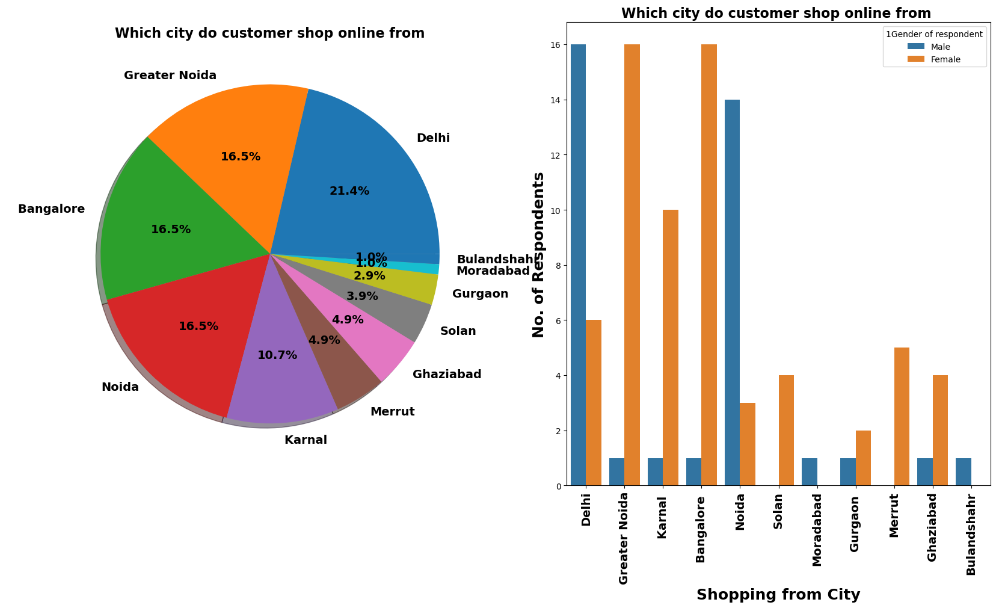 Which city do customer shop online from
Greater Noida
Delhi
Bangalore
Noida
Karnal
Merrut
Ghaziabad
Solan
Gurgaon
Moradabad
Bulandshahr
21.4%
16.5%
16.5%
16.5%
10.7%
4.9%
4.9%
3.9%
2.9%
1.0%
1.0%
Which city do customer shop online from
1Gender of respondent
Male
Female
No. of Respondents
16
14
12
10
8
6
4
2
0
Delhi
Greater Noida
Karnal
Bangalore
Noida
Solan
Moradabad
Gurgaon
Merrut
Ghaziabad
Bulandshahr
Shopping from City